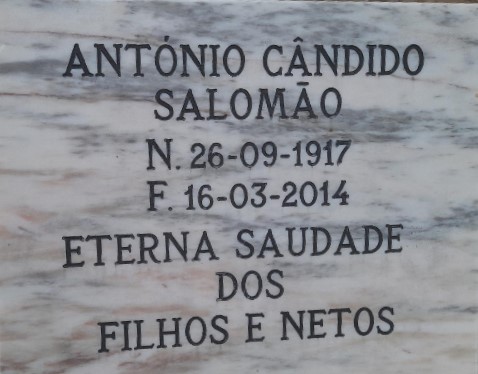 ANTÓNIO CÂNDIDO
SALOMÃO
N. 26-09-1917
F. 16-03-2014
ETERNA SAUDADE
DOS
FILHOS E NETOS